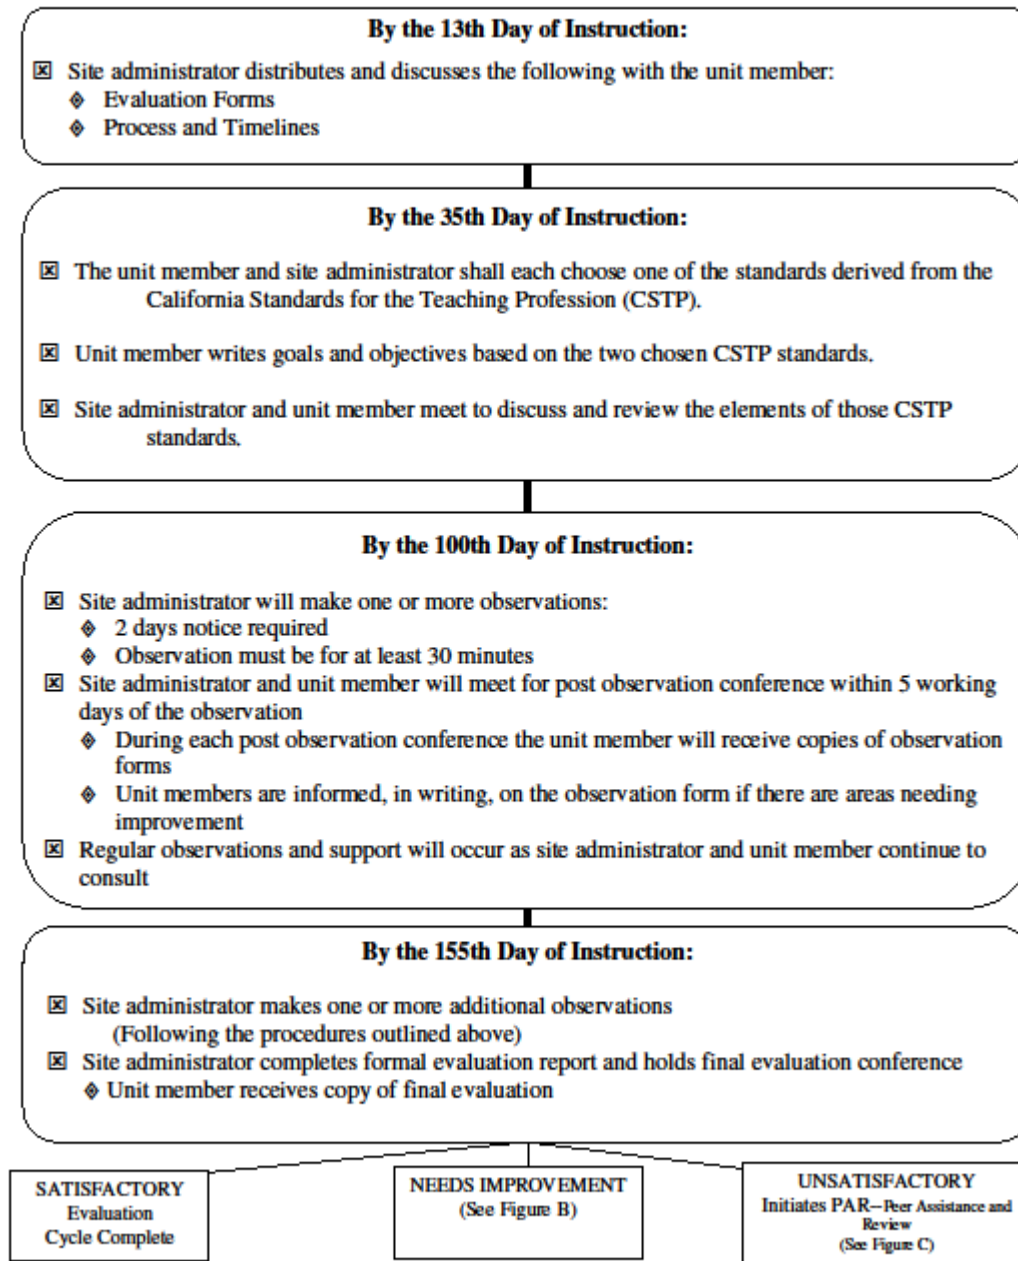 By the 13th Day of Instruction:
☒ Site administrator distributes and discusses the following with the unit member:
◈ Evaluation Forms
◈ Process and Timelines
By the 35th Day of Instruction:
☒ The unit member and site administrator shall each choose one of the standards derived from the
California Standards for the Teaching Profession (CSTP).
☒ Unit member writes goals and objectives based on the two chosen CSTP standards.
☒ Site administrator and unit member meet to discuss and review the elements of those CSTP
standards.
By the 100th Day of Instruction:
☒ Site administrator will make one or more observations:
◈ 2 days notice required
◈ Observation must be for at least 30 minutes
☒ Site administrator and unit member will meet for post observation conference within 5 working
days of the observation
◈ During each post observation conference the unit member will receive copies of observation
forms
◈ Unit members are informed, in writing, on the observation form if there are areas needing
improvement
☒ Regular observations and support will occur as site administrator and unit member continue to
consult
By the 155th Day of Instruction:
☒ Site administrator makes one or more additional observations
(Following the procedures outlined above)
☒ Site administrator completes formal evaluation report and holds final evaluation conference
◈ Unit member receives copy of final evaluation
SATISFACTORY
Evaluation
Cycle Complete
NEEDS IMPROVEMENT
(See Figure B)
UNSATISFACTORY
Initiates PAR--Peer Assistance and
Review
(See Figure C)